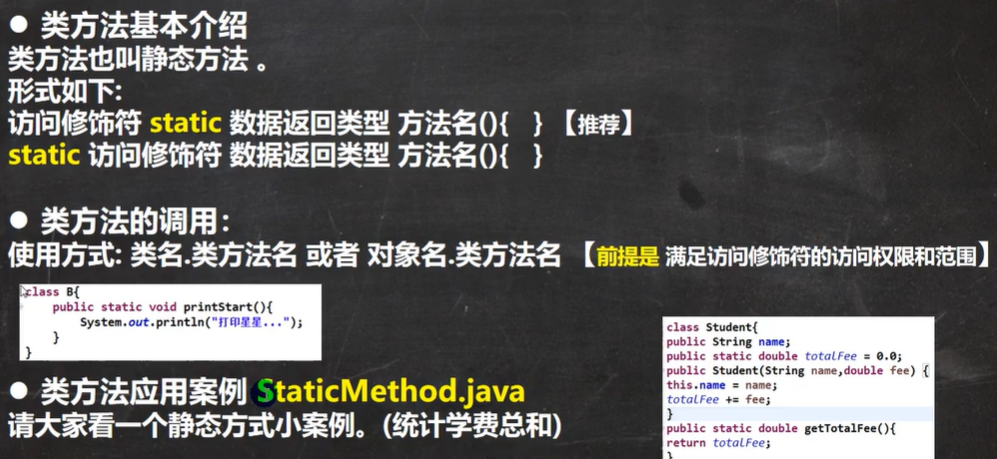 ● 类方法基本介绍
类方法也叫静态方法 。
形式如下:
访问修饰符 static 数据返回类型 方法名(){ } 【推荐】
static 访问修饰符 数据返回类型 方法名(){ }
● 类方法的调用:
使用方式: 类名.类方法名 或者 对象名.类方法名 【前提是 满足访问修饰符的访问权限和范围】
class B{
public static void printStart(){
System.out.println("打印星星...");
}
}
● 类方法应用案例 StaticMethod.java
请大家看一个静态方式小案例。(统计学费总和)
class Student{
public String name;
public static double totalFee = 0.0;
public Student(String name,double fee) {
this.name = name;
totalFee += fee;
}
public static double getTotalFee(){
return totalFee;
}